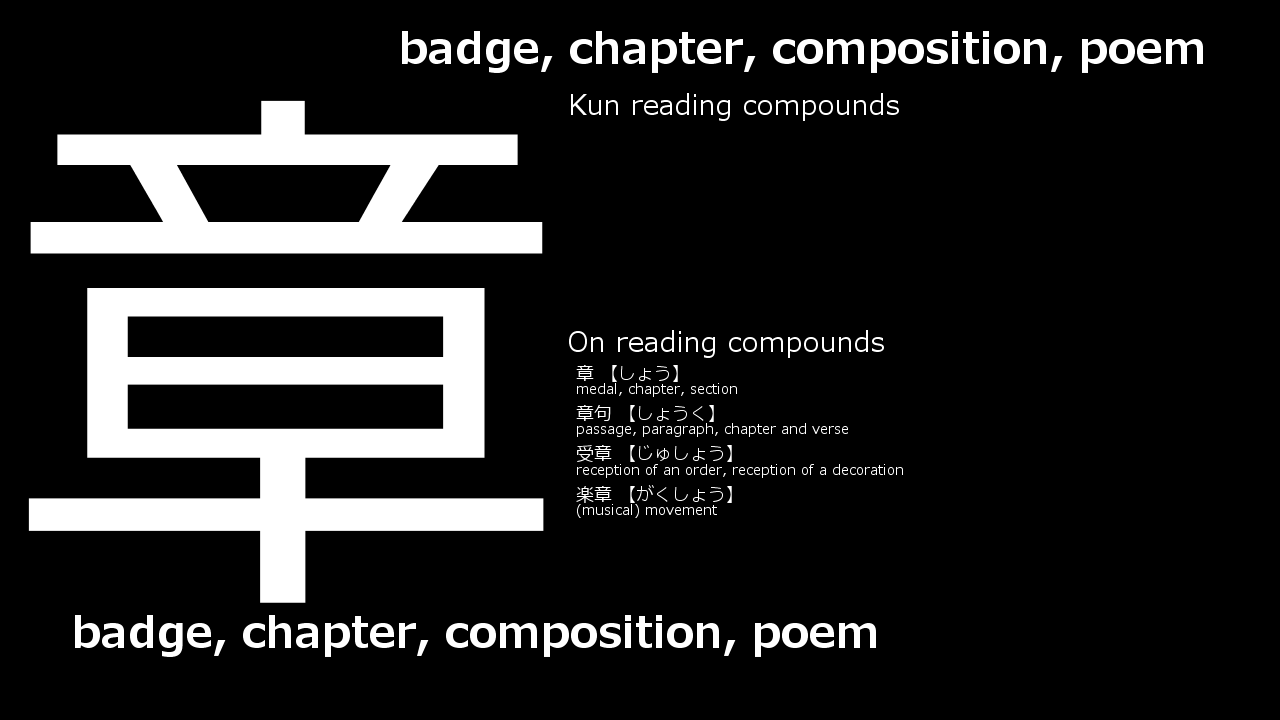 badge, chapter, composition, poem
章
Kun reading compounds
On reading compounds
章 【しょう】
medal, chapter, section
章句 【しょうく】
passage, paragraph, chapter and verse
受章 【じゅしょう】
reception of an order, reception of a decoration
楽章 【がくしょう】
(musical) movement
badge, chapter, composition, poem